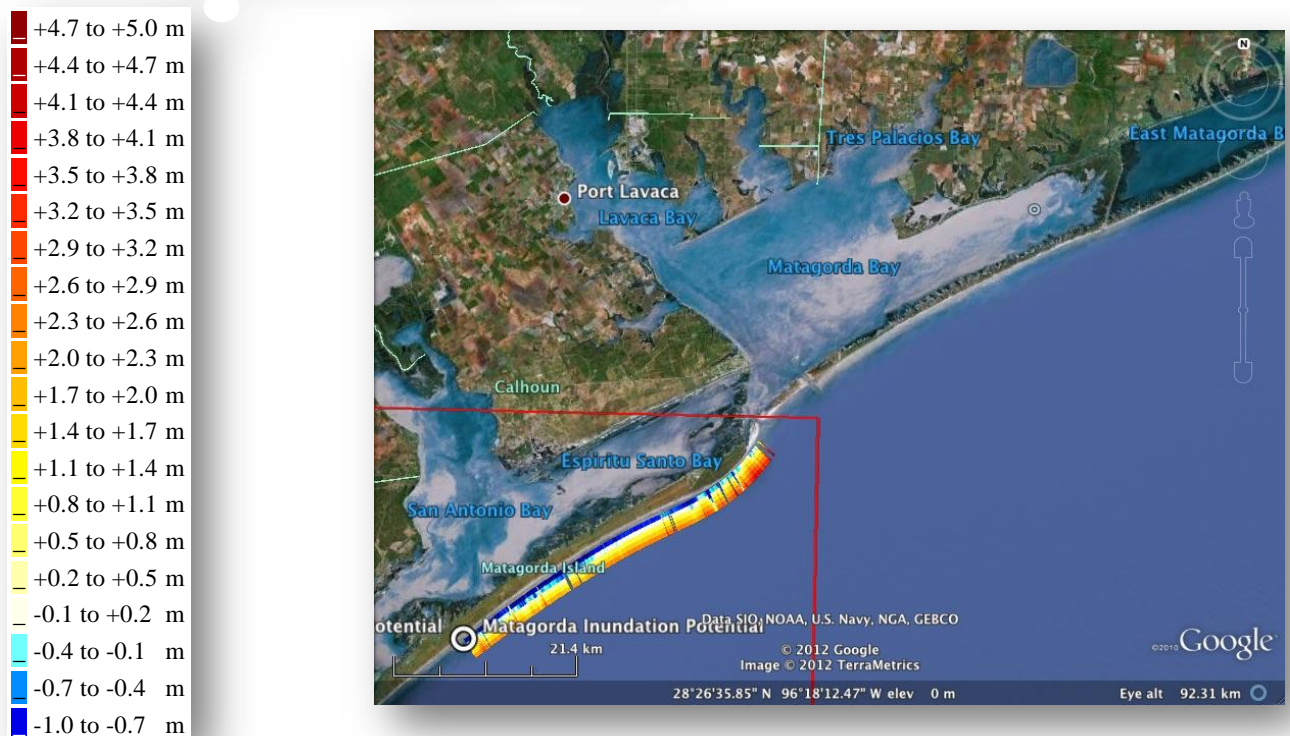 +4.7 to +5.0 m
+4.4 to +4.7 m
+4.1 to +4.4 m
+3.8 to +4.1 m
+3.5 to +3.8 m
+3.2 to +3.5 m
+2.9 to +3.2 m
+2.6 to +2.9 m
+2.3 to +2.6 m
+2.0 to +2.3 m
+1.7 to +2.0 m
+1.4 to +1.7 m
+1.1 to +1.4 m
+0.8 to +1.1 m
+0.5 to +0.8 m
+0.2 to +0.5 m
-0.1 to +0.2 m
-0.4 to -0.1 m
-0.7 to -0.4 m
-1.0 to -0.7 m
N
Tres Palacios Bay
East Matagorda B
Port Lavaca
Lavaca Bay
Matagorda Bay
Calhoun
Espiritu Santo Bay
San Antonio Bay
Matagorda Island
otential
Matagorda Inundation Potential
Data SIO, NOAA, U.S. Navy, NGA, GEBCO
21.4 km
© 2012 Google
Image © 2012 TerraMetrics
©2010 Google
28°26'35.85" N 96°18'12.47" W elev 0 m
Eye alt 92.31 km